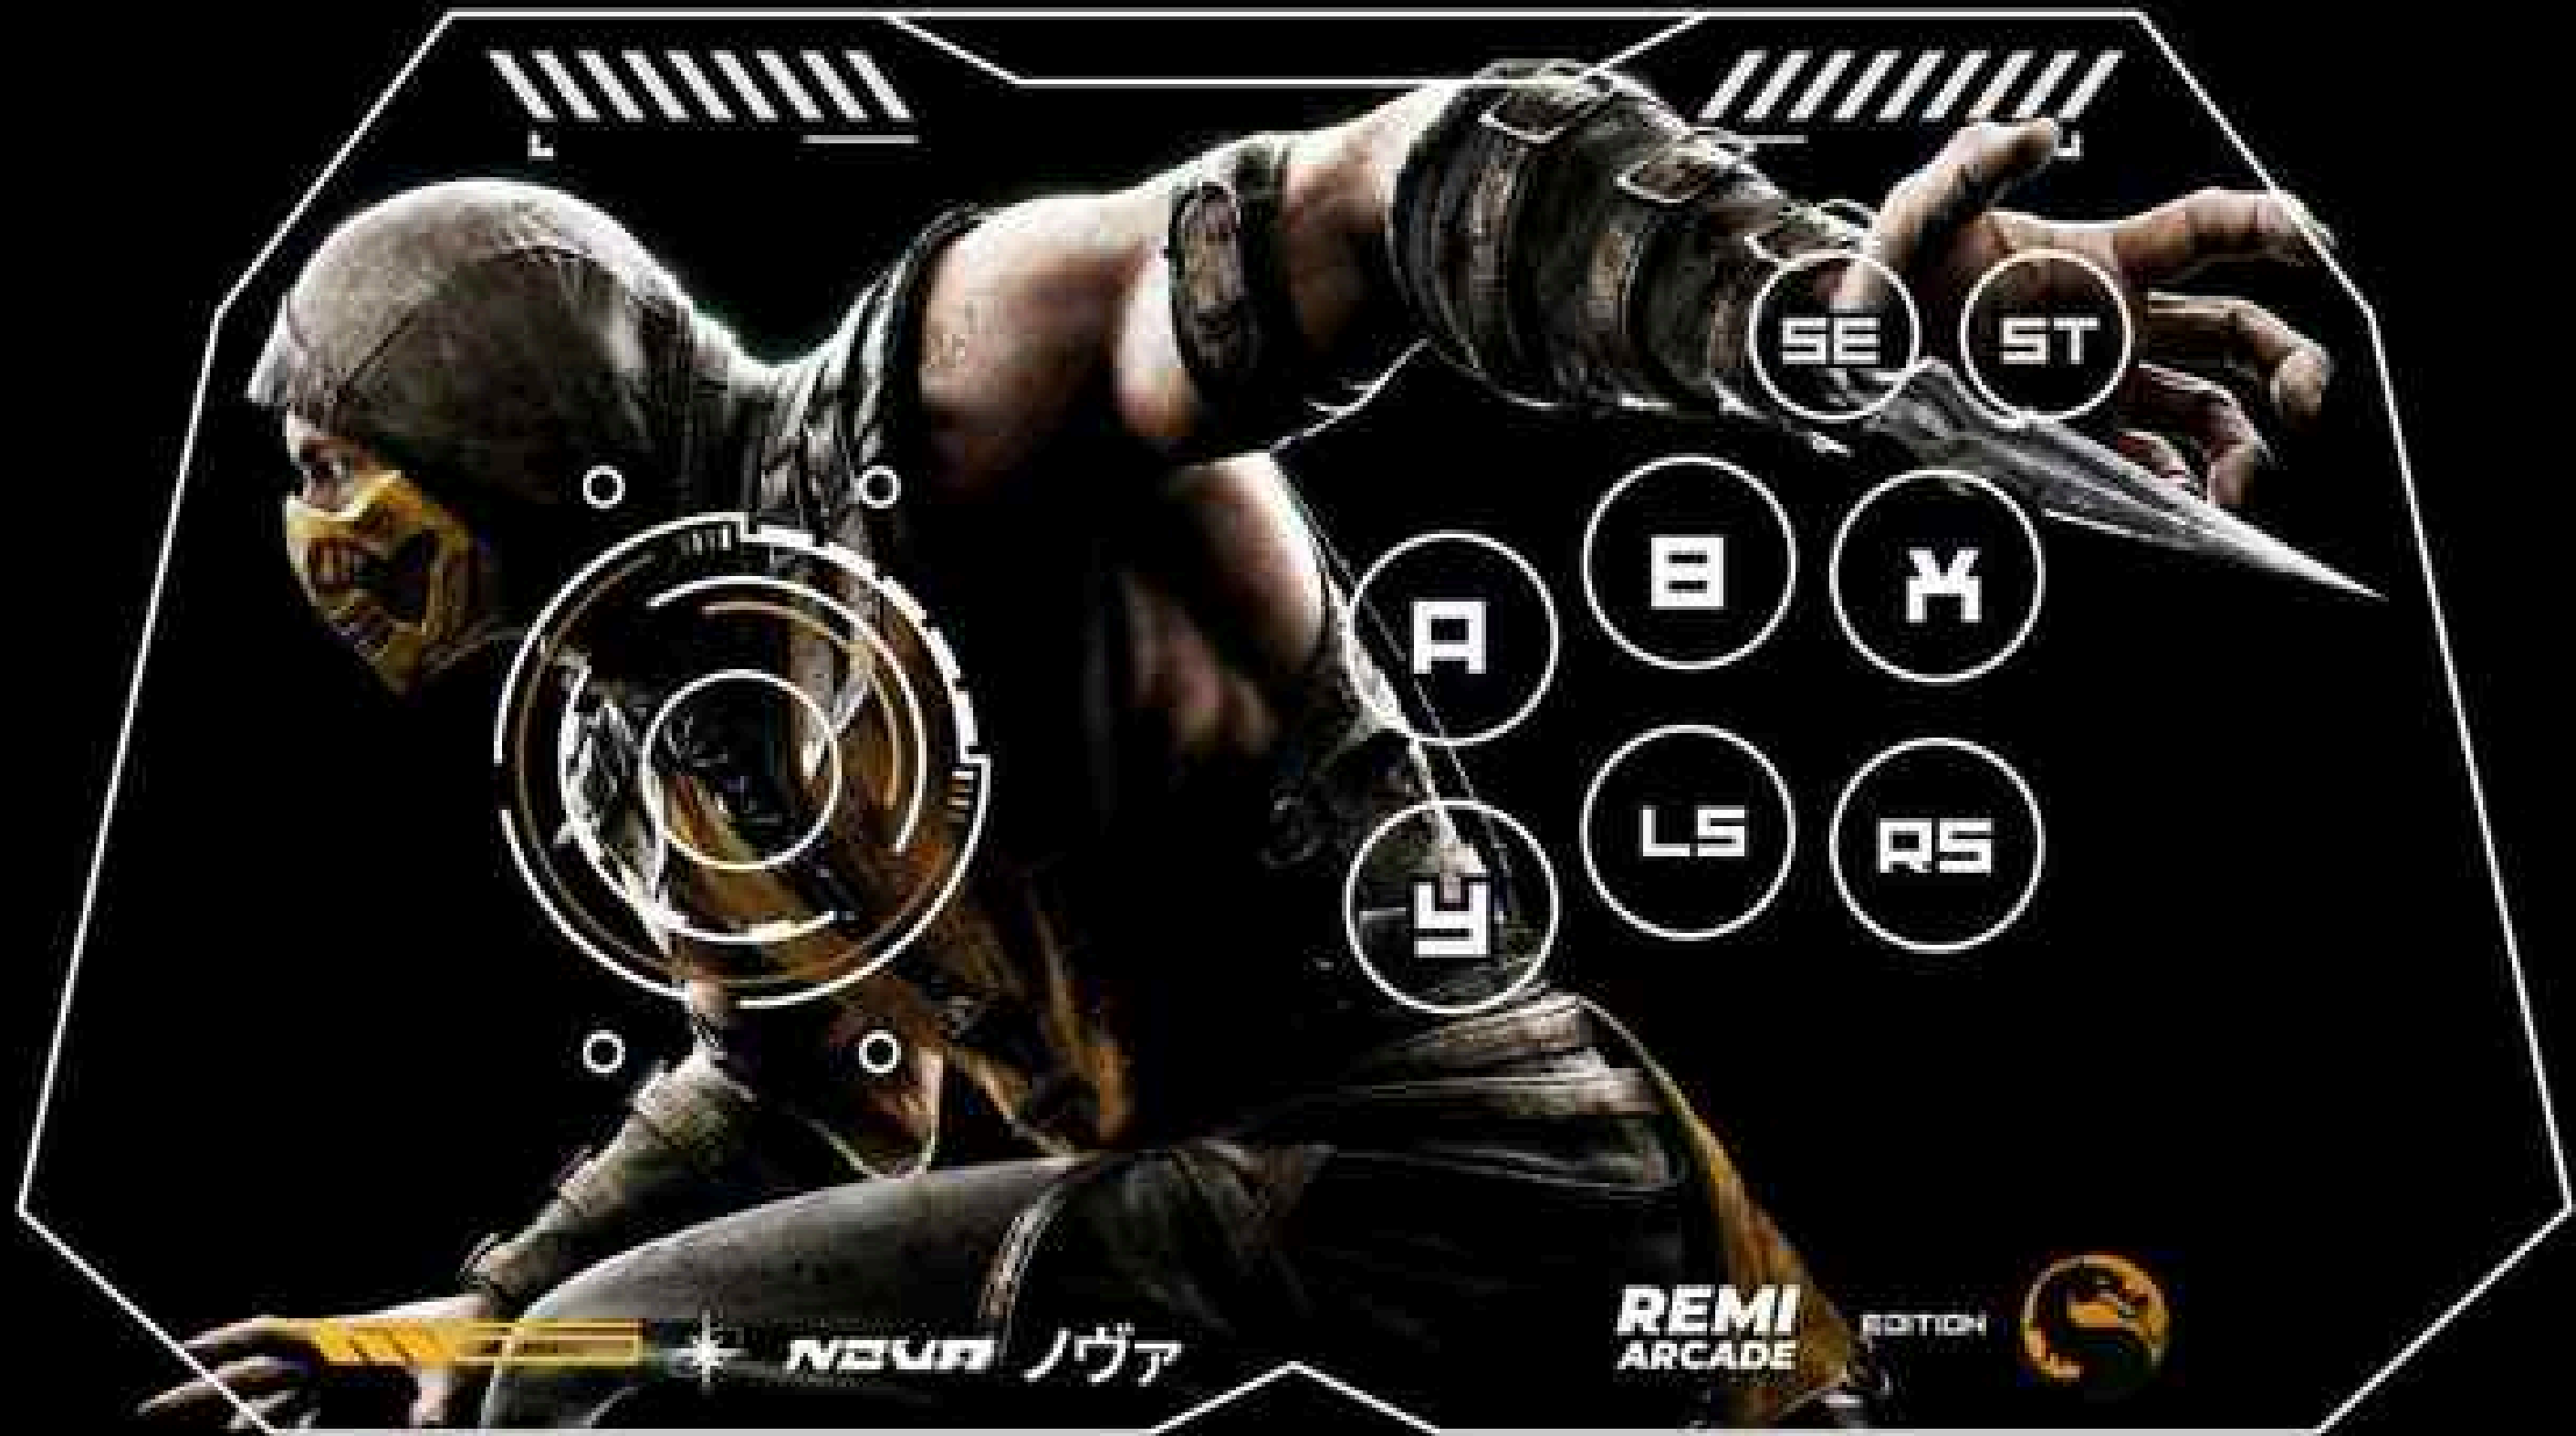 SE
ST
A
B
X
Y
LS
RS
NOVA ノヴァ
REMI
ARCADE
EDITION